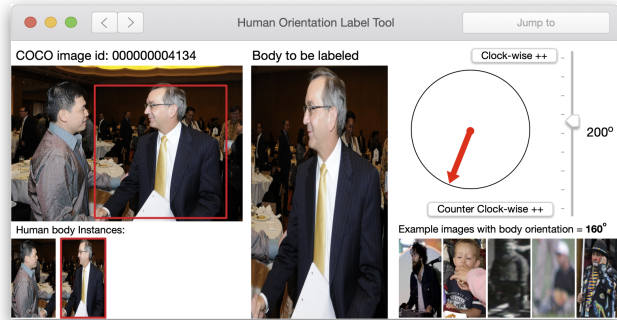 Human Orientation Label Tool
Jump to
COCO image id: 000000004134
Body to be labeled
Clock-wise ++
200°
Counter Clock-wise ++
Human body Instances:
Example images with body orientation = 160°